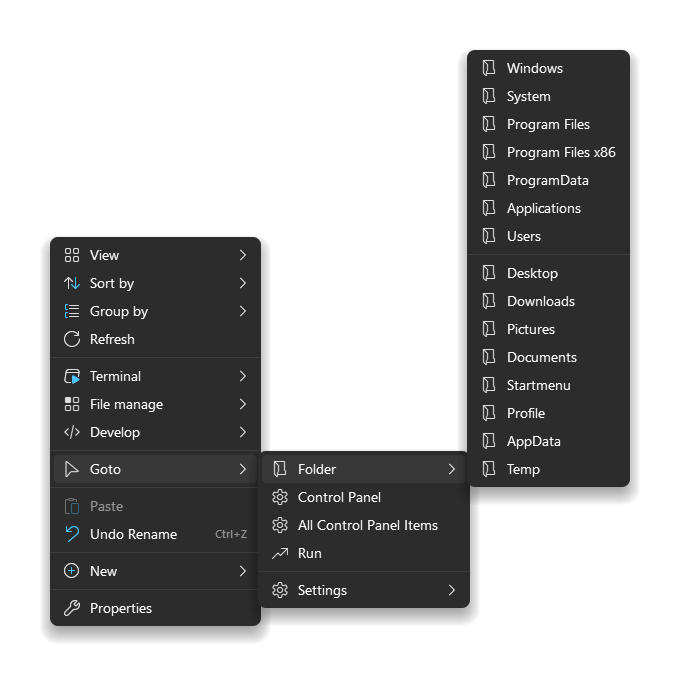 Windows
System
Program Files
Program Files x86
ProgramData
Applications
Users
Desktop
Downloads
Pictures
Documents
Startmenu
Profile
AppData
Temp
View
Sort by
Group by
Refresh
Terminal
File manage
Develop
Goto
Paste
Undo Rename Ctrl+Z
New
Properties
Folder
Control Panel
All Control Panel Items
Run
Settings